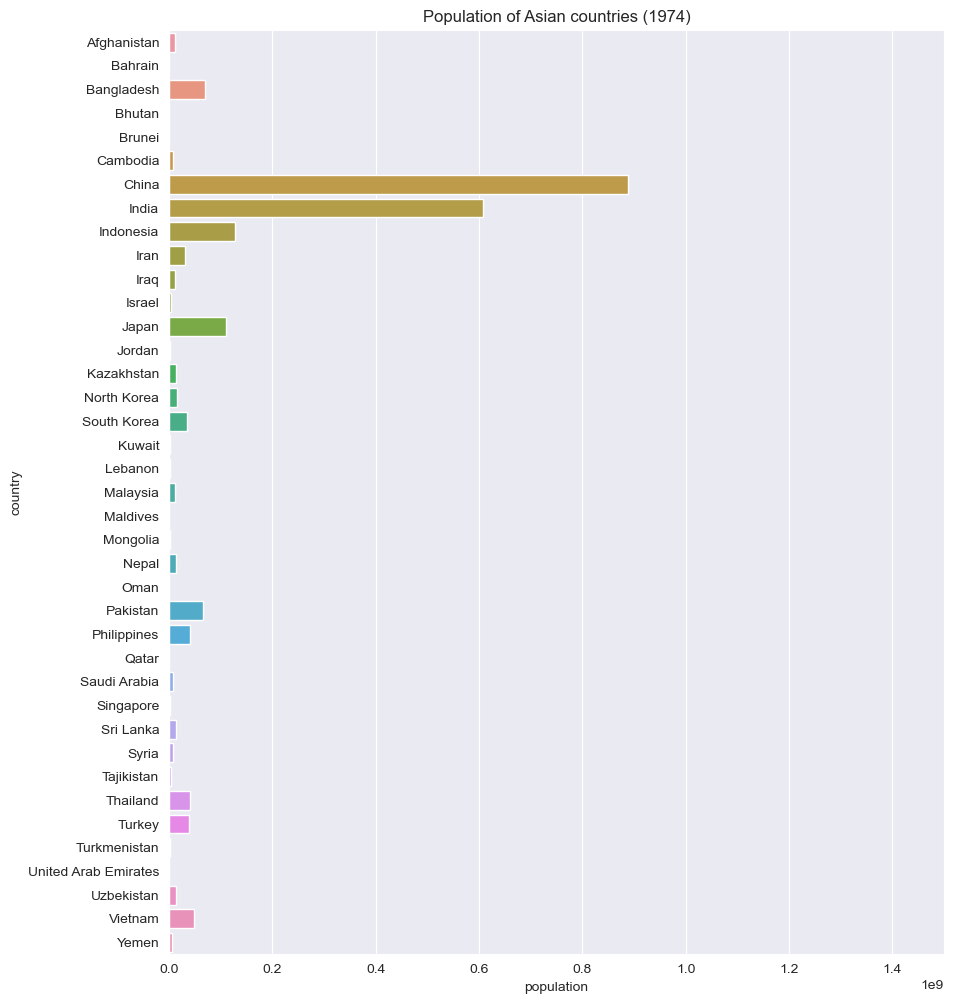 Population of Asian countries (1974)
Afghanistan
Bahrain
Bangladesh
Bhutan
Brunei
Cambodia
China
India
Indonesia
Iran
Iraq
Israel
Japan
Jordan
Kazakhstan
North Korea
South Korea
Kuwait
Lebanon
Malaysia
Maldives
Mongolia
Nepal
Oman
Pakistan
Philippines
Qatar
Saudi Arabia
Singapore
Sri Lanka
Syria
Tajikistan
Thailand
Turkey
Turkmenistan
United Arab Emirates
Uzbekistan
Vietnam
Yemen
country
0.0 0.2 0.4 0.6 0.8 1.0 1.2 1.4
population
1e9